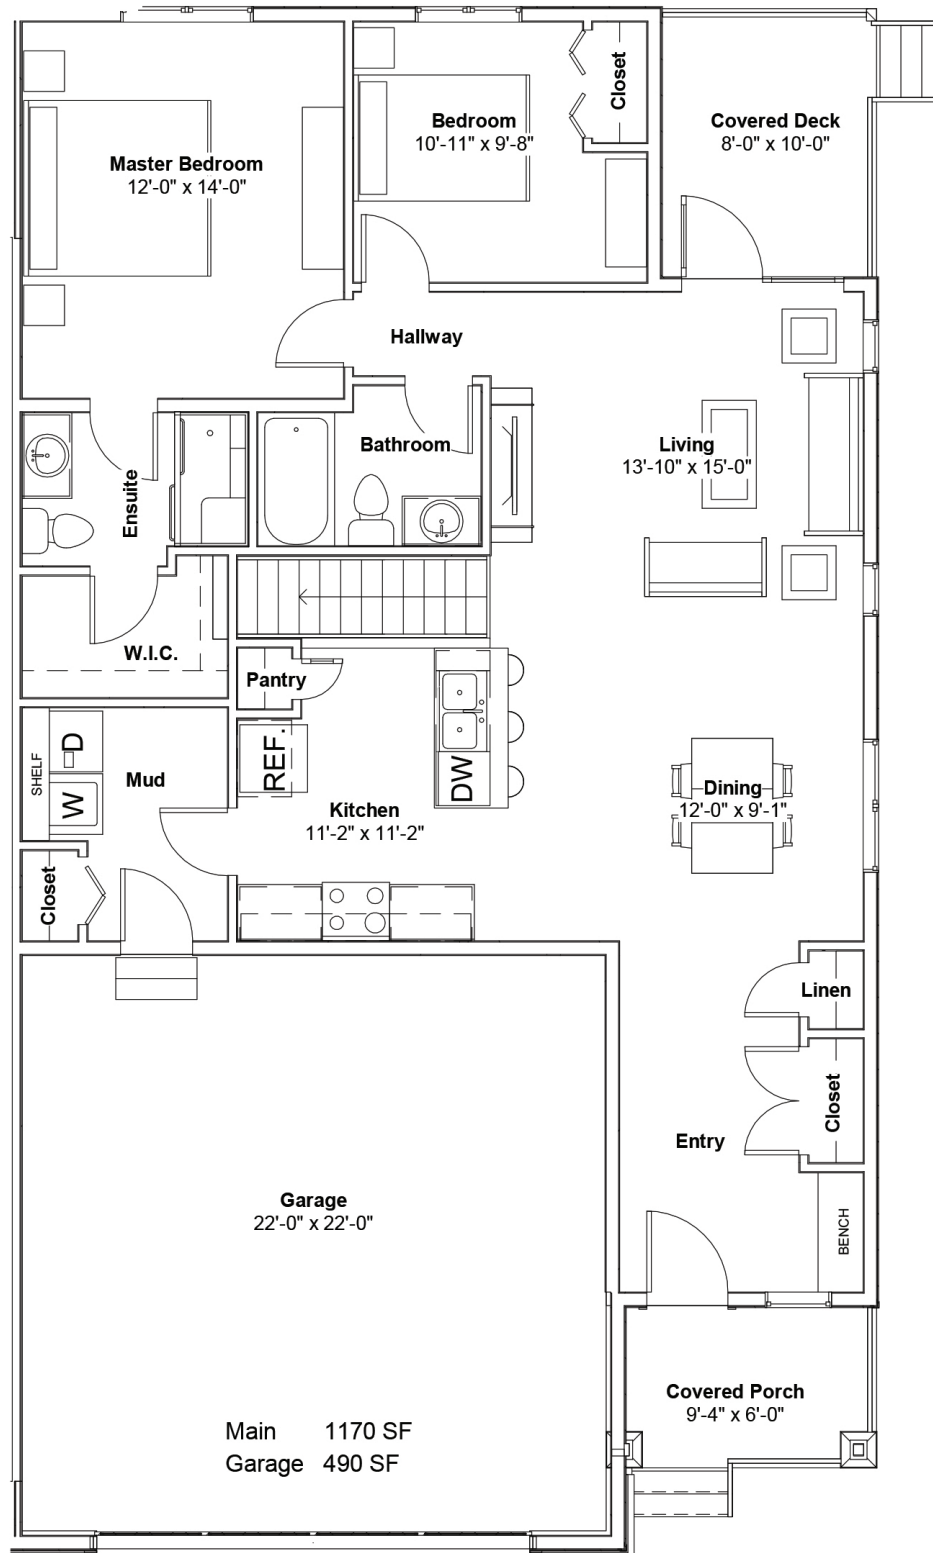 Closet
Bedroom
10'-11" x 9'-8"
Covered Deck
8'-0" x 10'-0"
Master Bedroom
12'-0" x 14'-0"
Hallway
Bathroom
Living
13'-10" x 15'-0"
Ensuite
W.I.C.
Pantry
REF.
DW
D
W
SHELF
Mud
Kitchen
11'-2" x 11'-2"
Dining
12'-0" x 9'-1"
Closet
Linen
Closet
Entry
BENCH
Garage
22'-0" x 22'-0"
Covered Porch
9'-4" x 6'-0"
Main 1170 SF
Garage 490 SF